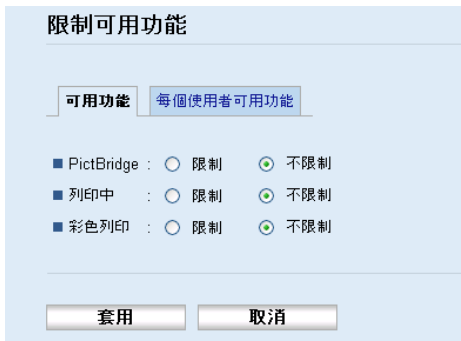 限制可用功能
可用功能 每個使用者可用功能
PictBridge : 限制 不限制
列印中 : 限制 不限制
彩色列印 : 限制 不限制
套用 取消